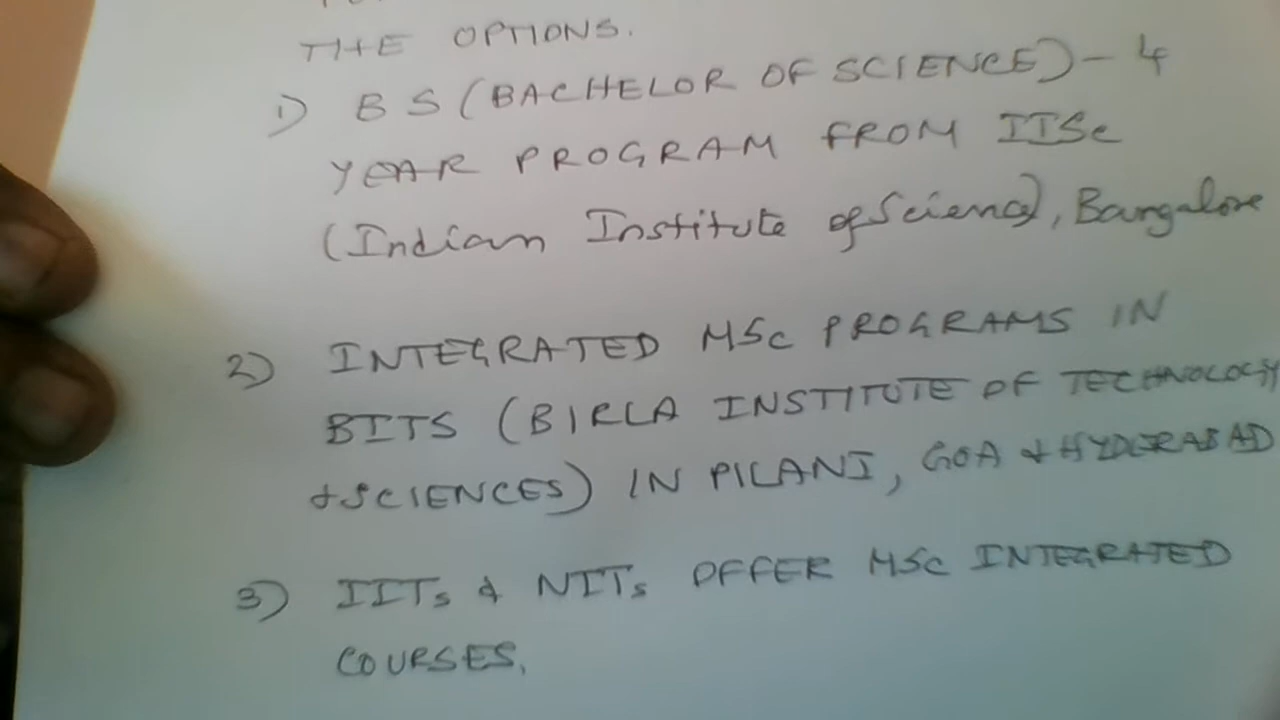 THE OPTIONS.
1) BS (BACHELOR OF SCIENCE) - 4
YEAR PROGRAM FROM IISc
(Indian Institute of Science), Bangalore
2) INTEGRATED MSc PROGRAMS IN
BITS (BIRLA INSTITUTE OF TECHNOLOGY
& SCIENCES) IN PILANI, GOA & HYDERABAD
3) IITs & NITs OFFER MSc INTEGRATED
COURSES.